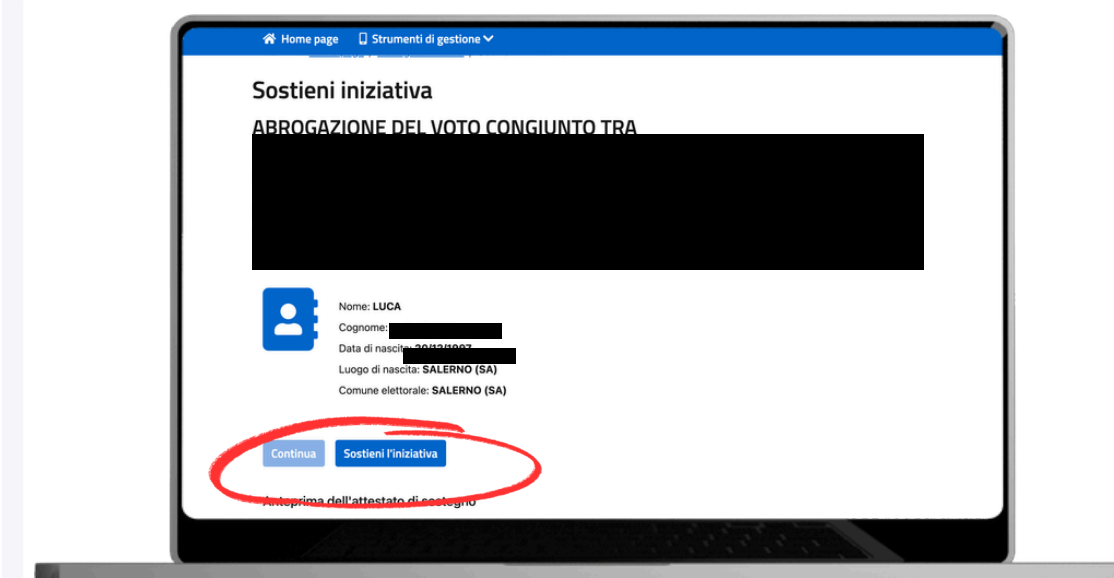 Home page Strumenti di gestione
Sostieni iniziativa
ABROGAZIONE DEL VOTO CONGIUNTO TRA
Nome: LUCA
Cognome:
Data di nascita:
Luogo di nascita: SALERNO (SA)
Comune elettorale: SALERNO (SA)
Continua Sostieni l'iniziativa
Anteprima dell'attestato di sostegno